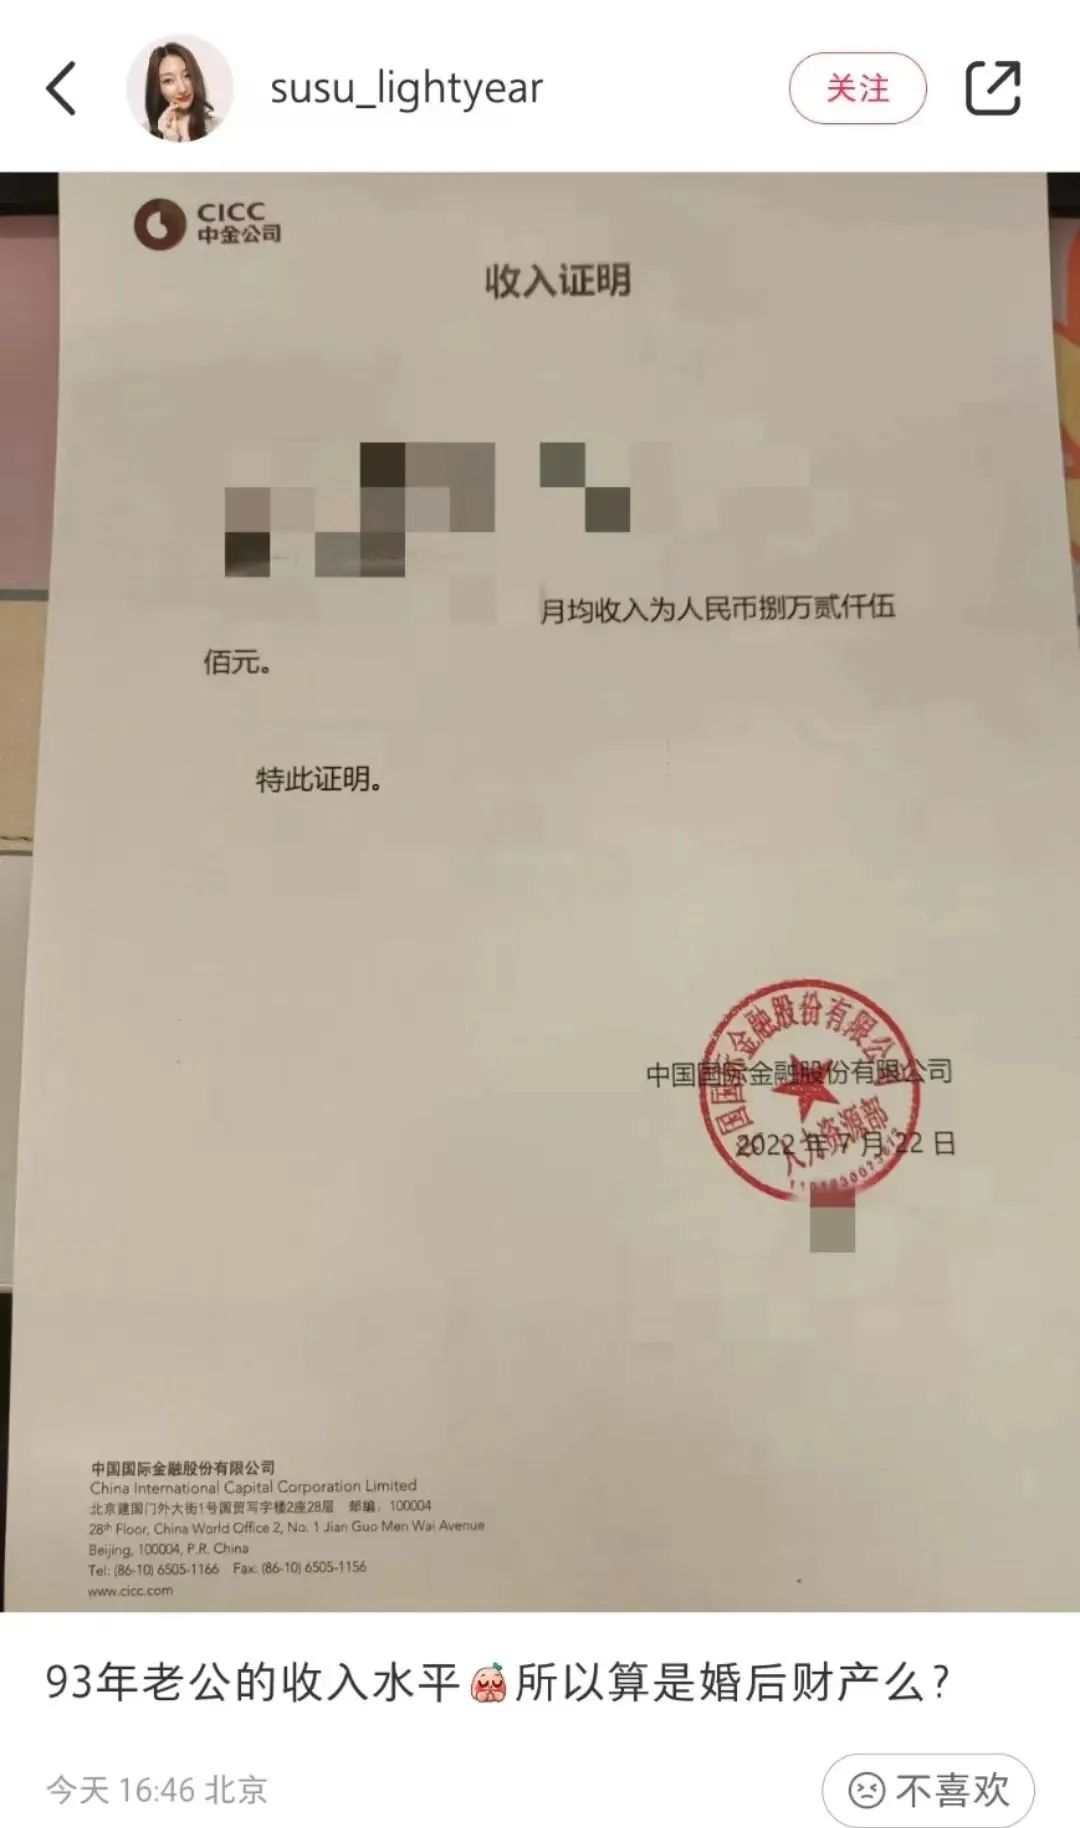 susu_lightyear
关注
CICC
中金公司
收入证明
月均收入为人民币捌万贰仟伍
佰元。
特此证明。
中国国际金融股份有限公司
中国国际金融股份有限公司
2022 年 7 月 22 日
人力资源部
中国国际金融股份有限公司
China International Capital Corporation Limited
北京建国门外大街1号国贸写字楼2座28层 邮编：100004
28th Floor, China World Office 2, No. 1 Jian Guo Men Wai Avenue
Beijing, 100004, P.R. China
Tel: (86-10) 6505-1166 Fax: (86-10) 6505-1156
www.cicc.com
93年老公的收入水平所以算是婚后财产么?
今天 16:46 北京
不喜欢